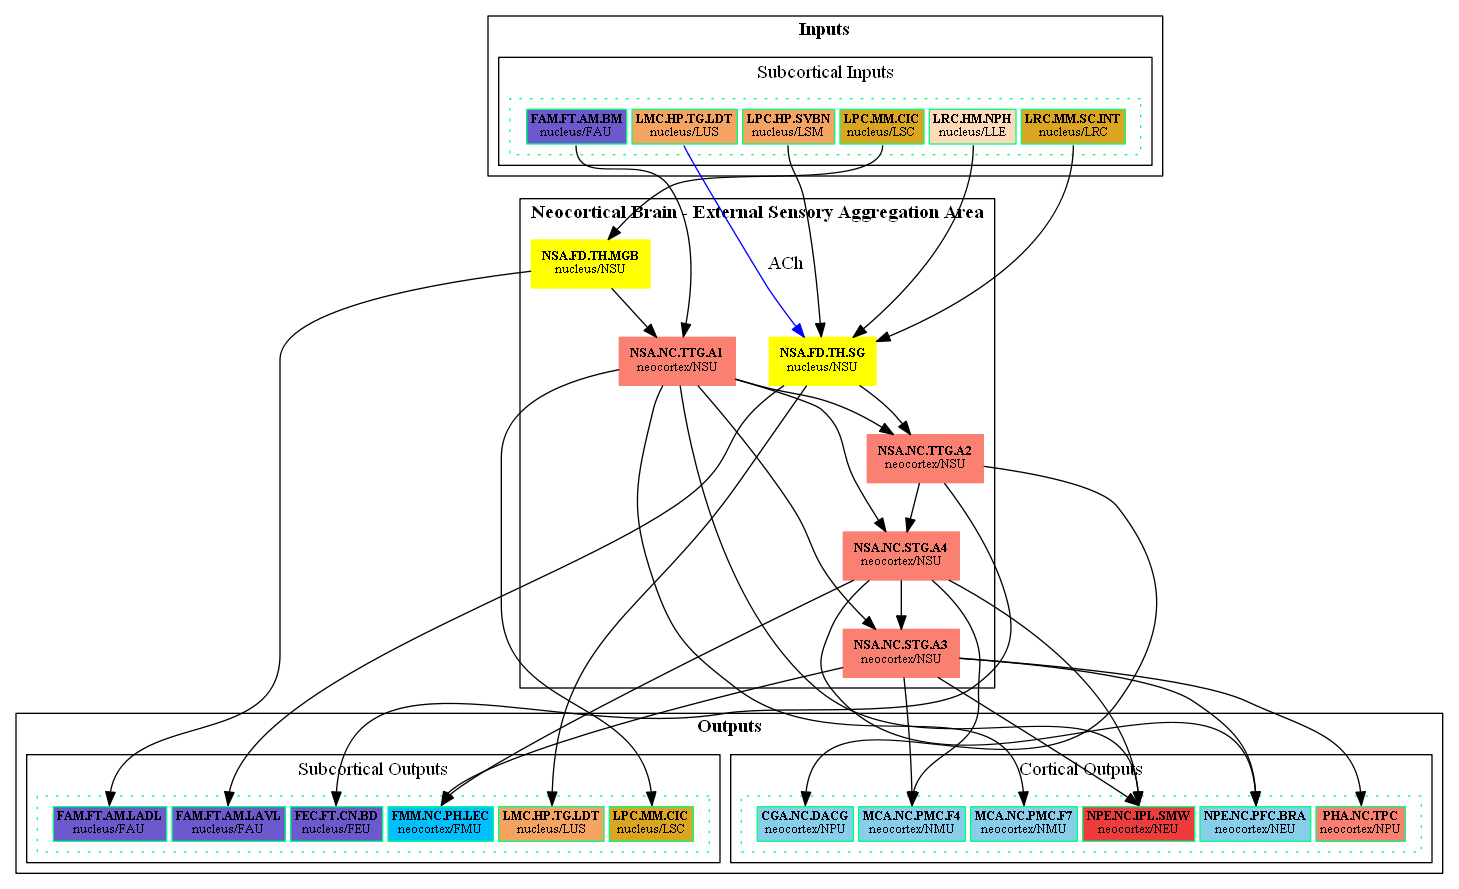 Inputs
Subcortical Inputs
FAM.FT.AM.BM
nucleus/FAU
LMC.HP.TG.LDT
nucleus/LUS
LPC.HP.SVBN
nucleus/LSM
LPC.MM.CIC
nucleus/LSC
LRC.HM.NPH
nucleus/LLE
LRC.MM.SC.INT
nucleus/LRC
Neocortical Brain - External Sensory Aggregation Area
NSA.FD.TH.MGB
nucleus/NSU
ACh
NSA.NC.TTG.A1
neocortex/NSU
NSA.FD.TH.SG
nucleus/NSU
NSA.NC.TTG.A2
neocortex/NSU
NSA.NC.STG.A4
neocortex/NSU
NSA.NC.STG.A3
neocortex/NSU
Outputs
Subcortical Outputs
FAM.FT.AM.LADL
nucleus/FAU
FAM.FT.AM.LAVL
nucleus/FAU
FEC.FT.CN.BD
nucleus/FEU
FMM.NC.PH.LEC
neocortex/FMU
LMC.HP.TG.LDT
nucleus/LUS
LPC.MM.CIC
nucleus/LSC
Cortical Outputs
CGA.NC.DACG
neocortex/NPU
MCA.NC.PMC.F4
neocortex/NMU
MCA.NC.PMC.F7
neocortex/NMU
NPE.NC.IPL.SMW
neocortex/NEU
NPE.NC.PFC.BRA
neocortex/NEU
PHA.NC.TPC
neocortex/NPU